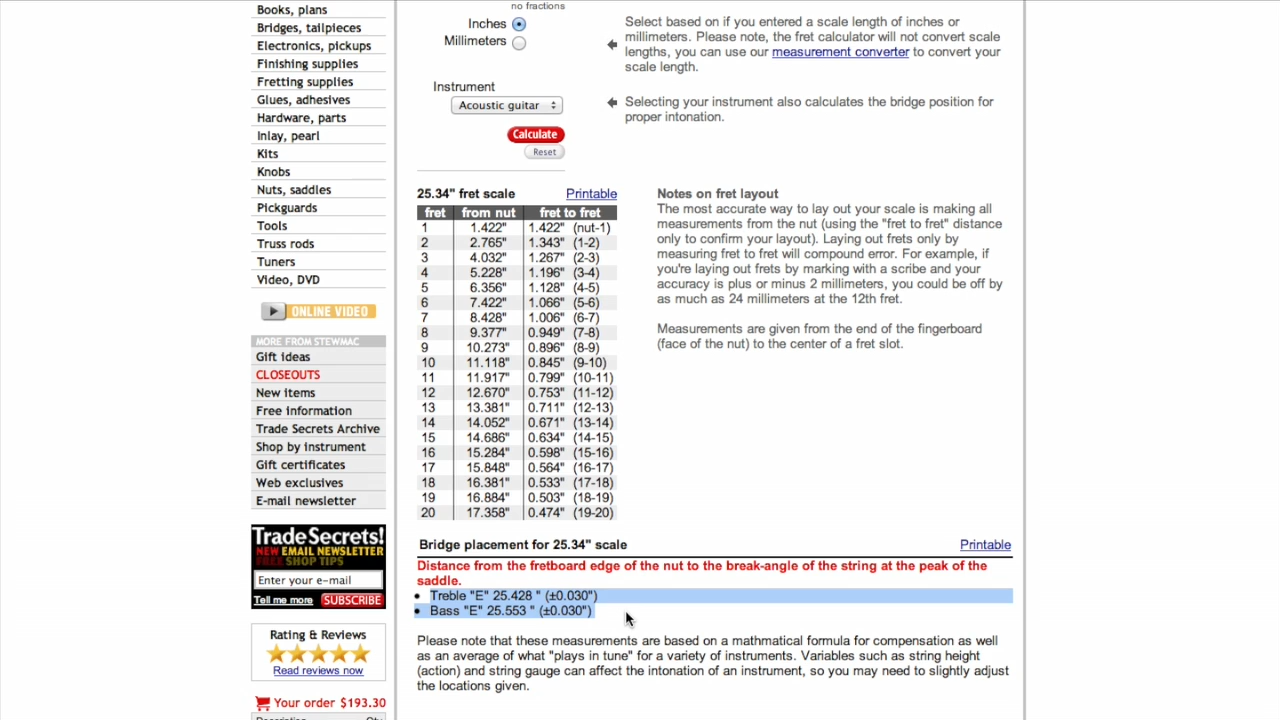 Books, plans
Bridges, tailpieces
Electronics, pickups
Finishing supplies
Fretting supplies
Glues, adhesives
Hardware, parts
Inlay, pearl
Kits
Knobs
Nuts, saddles
Pickguards
Tools
Truss rods
Tuners
Video, DVD
ONLINE VIDEO
MORE FROM STEWMAC
Gift ideas
CLOSEOUTS
New items
Free information
Trade Secrets Archive
Shop by instrument
Gift certificates
Web exclusives
E-mail newsletter
Trade Secrets!
NEW EMAIL NEWSLETTER
FREE SHOP TIPS
Enter your e-mail
Tell me more SUBSCRIBE
Rating & Reviews
Read reviews now
Your order $193.30
Description Qty
no fractions
Inches
Millimeters
Select based on if you entered a scale length of inches or
millimeters. Please note, the fret calculator will not convert scale
lengths, you can use our measurement converter to convert your
scale length.
Instrument
Acoustic guitar
Selecting your instrument also calculates the bridge position for
proper intonation.
Calculate
Reset
25.34" fret scale Printable
fret from nut fret to fret
1 1.422" 1.422" (nut-1)
2 2.765" 1.343" (1-2)
3 4.032" 1.267" (2-3)
4 5.228" 1.196" (3-4)
5 6.356" 1.128" (4-5)
6 7.422" 1.066" (5-6)
7 8.428" 1.006" (6-7)
8 9.377" 0.949" (7-8)
9 10.273" 0.896" (8-9)
10 11.118" 0.845" (9-10)
11 11.917" 0.799" (10-11)
12 12.670" 0.753" (11-12)
13 13.381" 0.711" (12-13)
14 14.052" 0.671" (13-14)
15 14.686" 0.634" (14-15)
16 15.284" 0.598" (15-16)
17 15.848" 0.564" (16-17)
18 16.381" 0.533" (17-18)
19 16.884" 0.503" (18-19)
20 17.358" 0.474" (19-20)
Notes on fret layout
The most accurate way to lay out your scale is making all
measurements from the nut (using the "fret to fret" distance
only to confirm your layout). Laying out frets only by
measuring fret to fret will compound error. For example, if
you're laying out frets by marking with a scribe and your
accuracy is plus or minus 2 millimeters, you could be off by
as much as 24 millimeters at the 12th fret.
Measurements are given from the end of the fingerboard
(face of the nut) to the center of a fret slot.
Bridge placement for 25.34" scale Printable
Distance from the fretboard edge of the nut to the break-angle of the string at the peak of the
saddle.
• Treble "E" 25.428 " (±0.030")
• Bass "E" 25.553 " (±0.030")
Please note that these measurements are based on a mathmatical formula for compensation as well
as an average of what "plays in tune" for a variety of instruments. Variables such as string height
(action) and string gauge can affect the intonation of an instrument, so you may need to slightly adjust
the locations given.